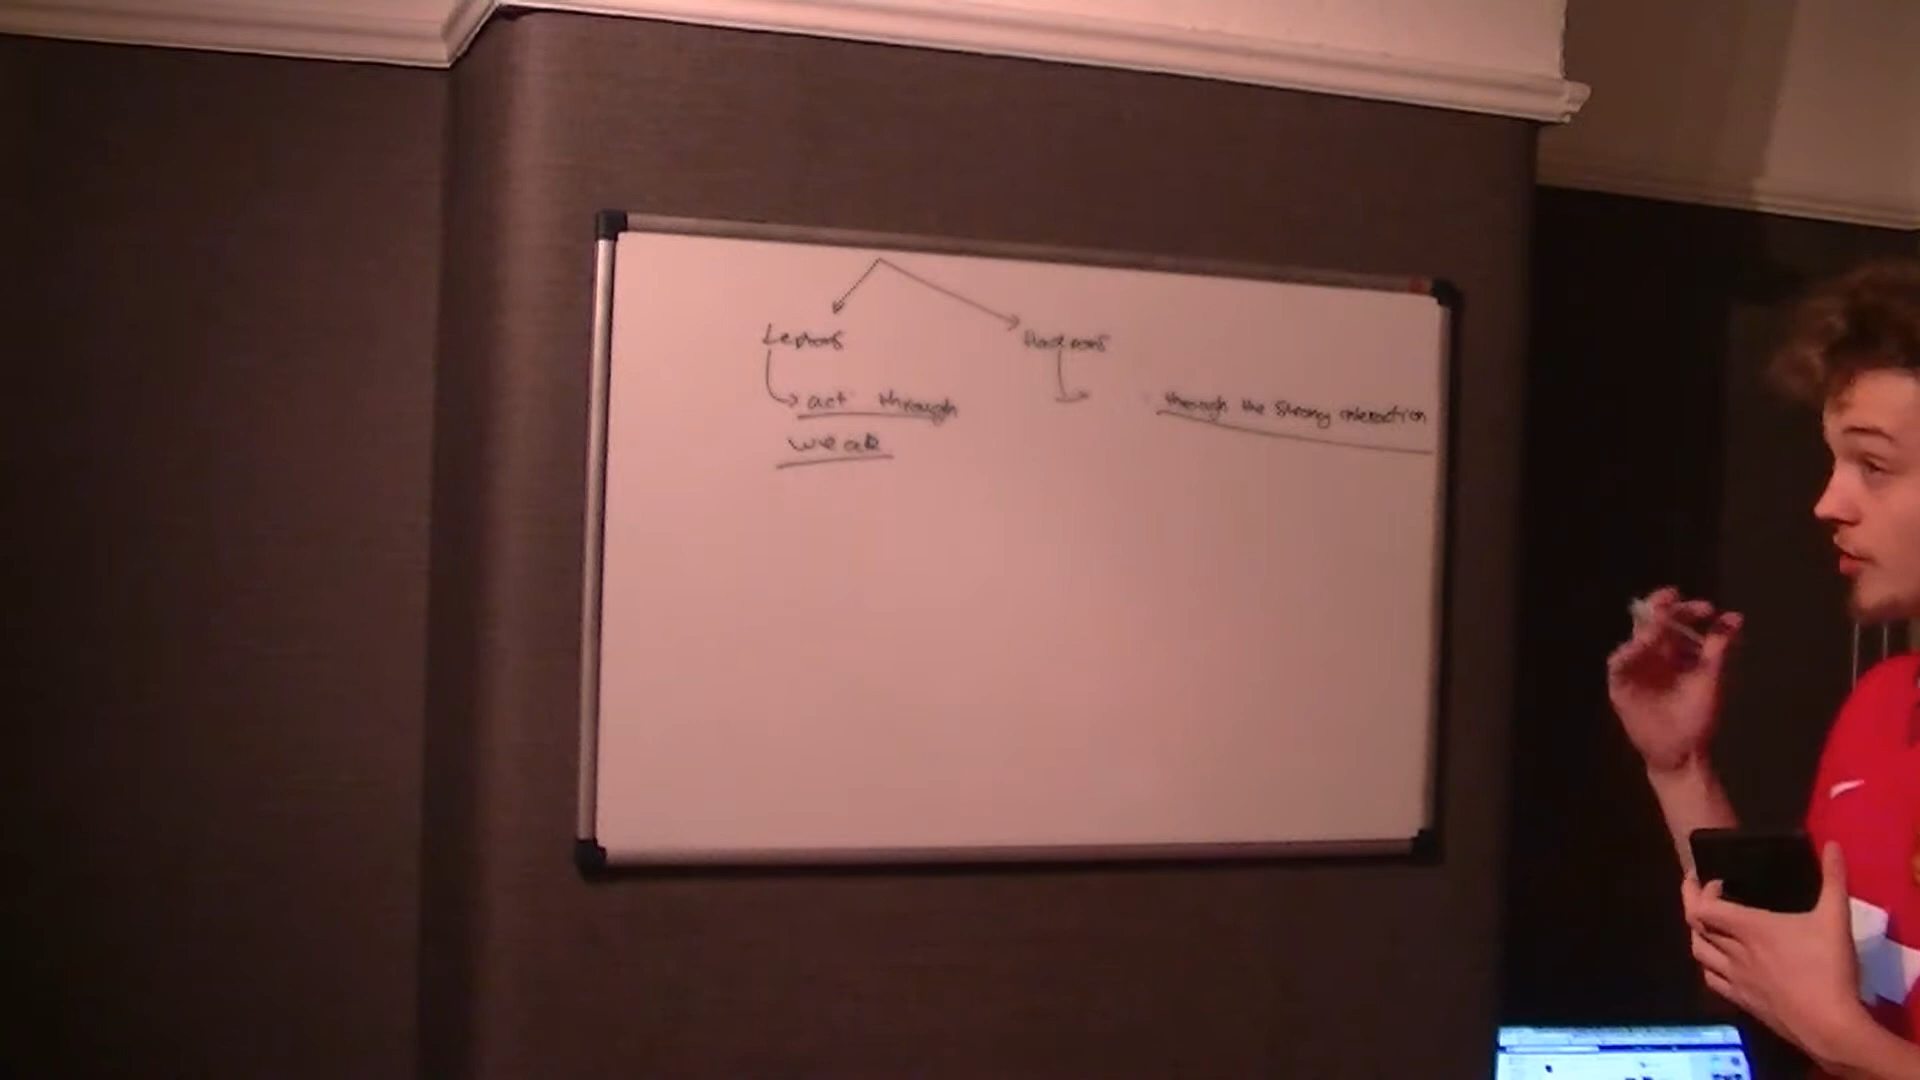 Leptons
Hadrons
act through
weak
through the strong interaction